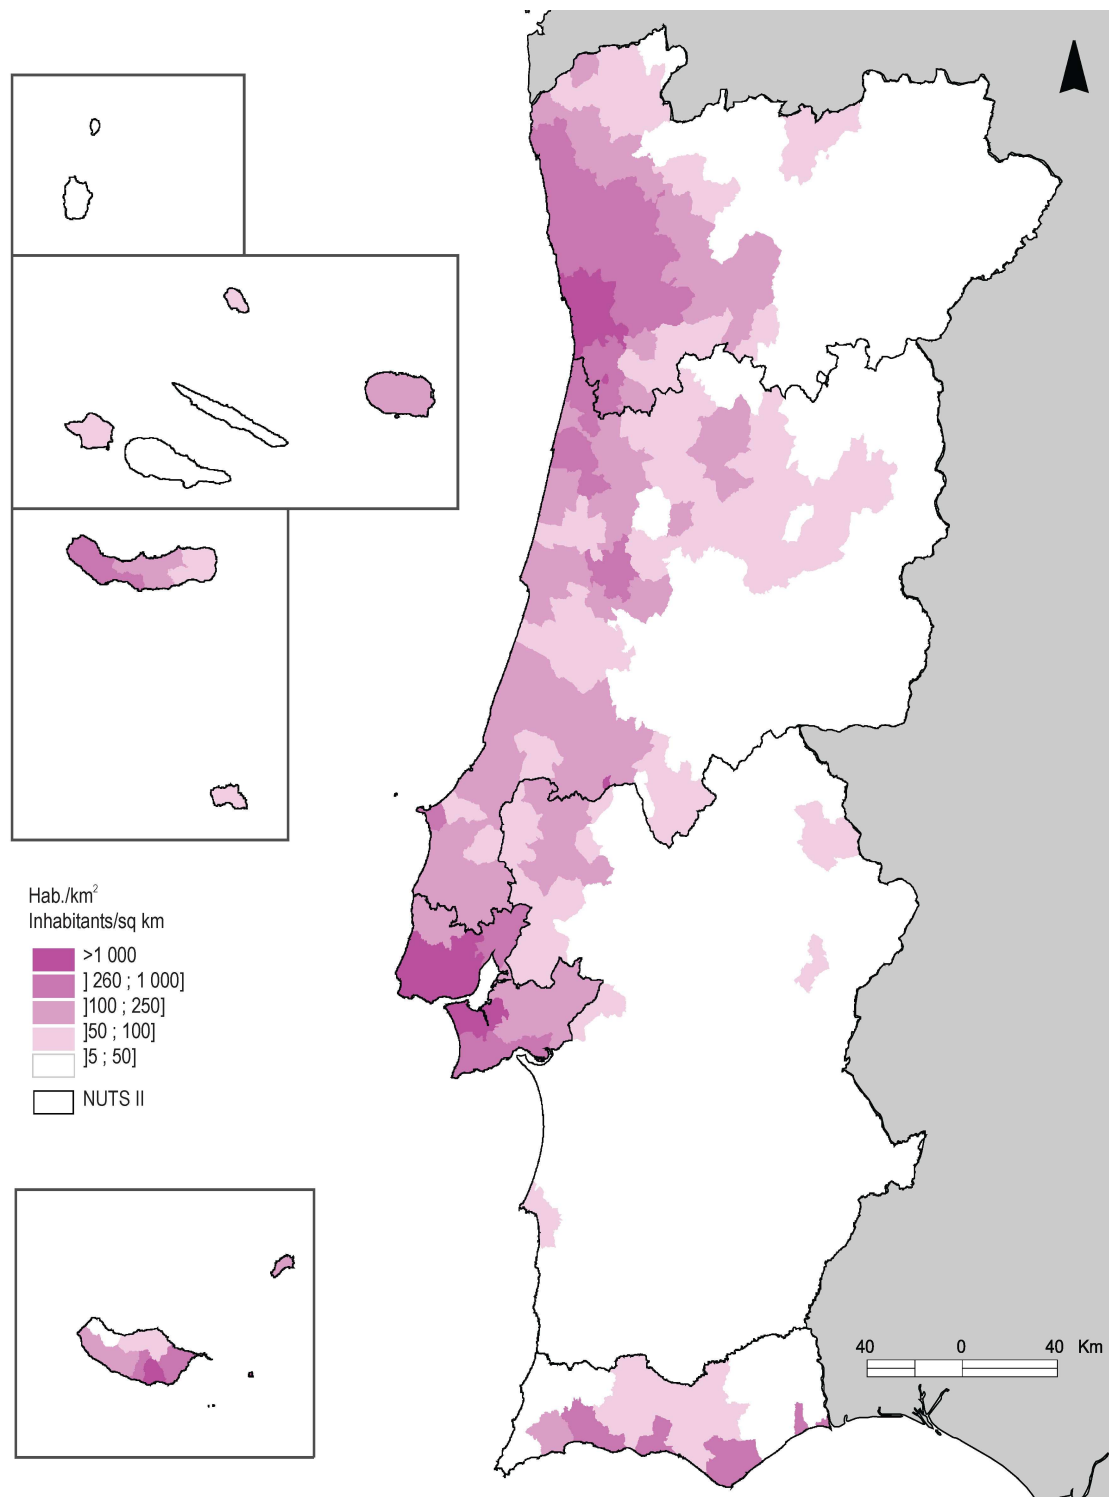 Hab./km²
Inhabitants/sq km
>1 000
] 260 ; 1 000]
]100 ; 250]
]50 ; 100]
]5 ; 50]
NUTS II
40 0 40 Km